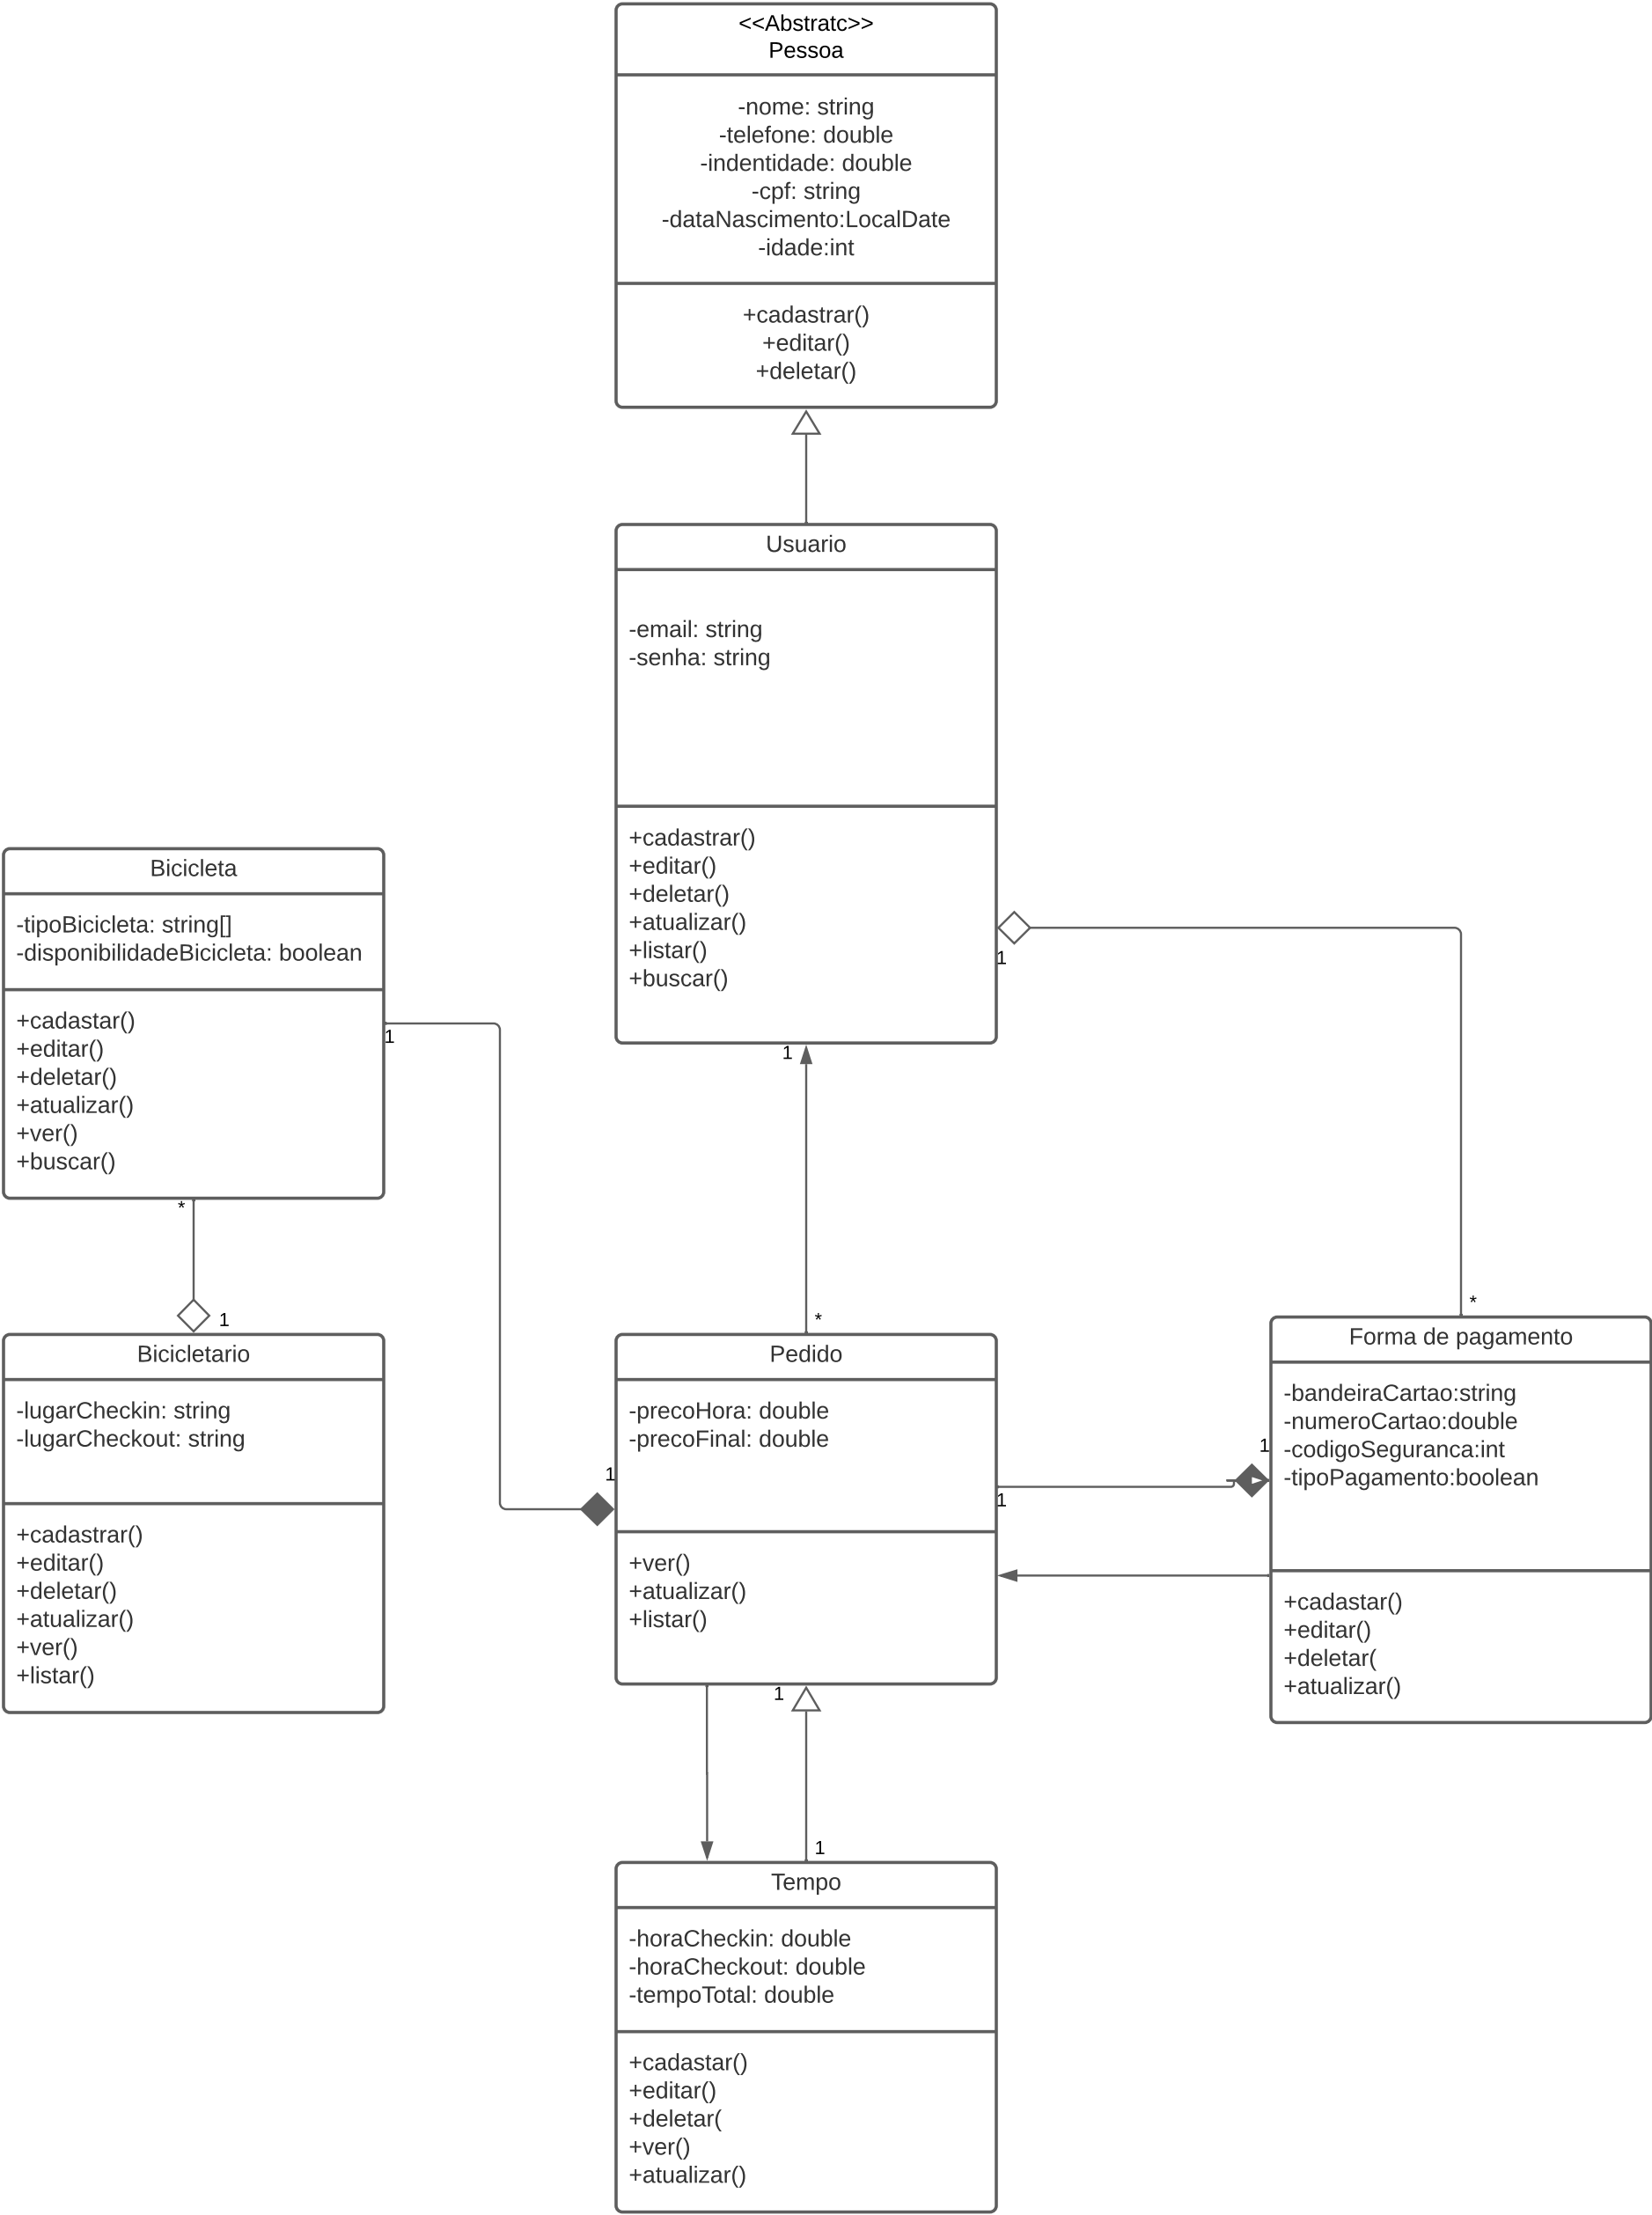 <<Abstratc>>
Pessoa
-nome: string
-telefone: double
-indentidade: double
-cpf: string
-dataNascimento:LocalDate
-idade:int
+cadastrar()
+editar()
+deletar()
Usuario
-email: string
-senha: string
+cadastrar()
+editar()
+deletar()
+atualizar()
+listar()
+buscar()
1
1
Bicicleta
-tipoBicicleta: string[]
-disponibilidadeBicicleta: boolean
+cadastar()
+editar()
+deletar()
+atualizar()
+ver()
+buscar()
1
*
1
Bicicletario
-lugarCheckin: string
-lugarCheckout: string
+cadastrar()
+editar()
+deletar()
+atualizar()
+ver()
+listar()
*
1
Pedido
-precoHora: double
-precoFinal: double
+ver()
+atualizar()
+listar()
1
1
*
1
Forma de pagamento
-bandeiraCartao:string
-numeroCartao:double
-codigoSeguranca:int
-tipoPagamento:boolean
+cadastar()
+editar()
+deletar(
+atualizar()
1
Tempo
-horaCheckin: double
-horaCheckout: double
-tempoTotal: double
+cadastar()
+editar()
+deletar(
+ver()
+atualizar()